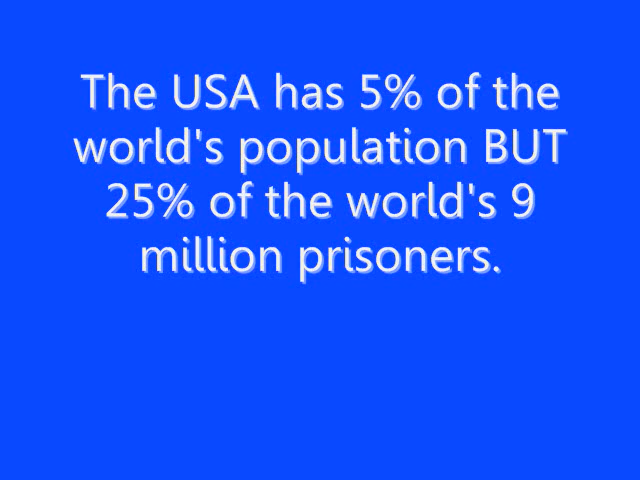 The USA has 5% of the
world's population BUT
25% of the world's 9
million prisoners.